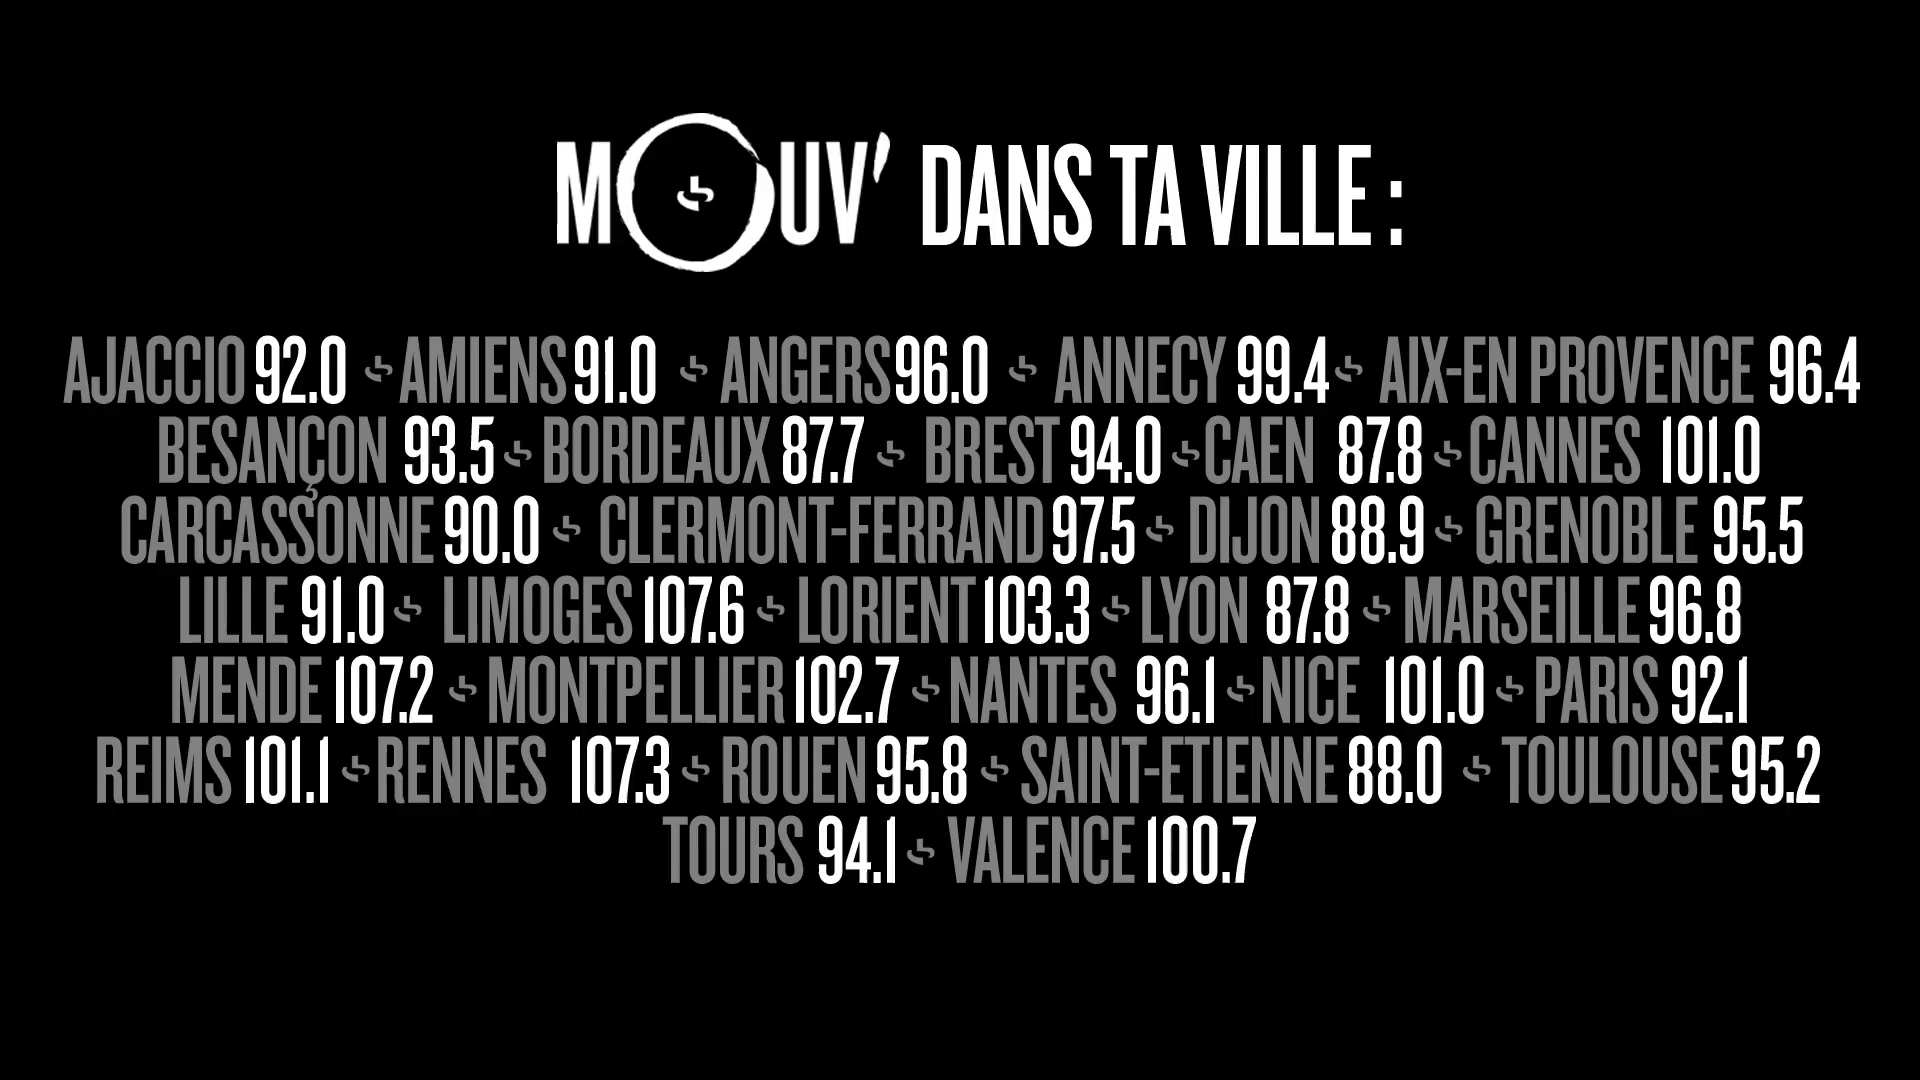 MOUV' DANS TA VILLE :
AJACCIO 92.0 AMIENS 91.0 ANGERS 96.0 ANNECY 99.4 AIX-EN PROVENCE 96.4
BESANÇON 93.5 BORDEAUX 87.7 BREST 94.0 CAEN 87.8 CANNES 101.0
CARCASSONNE 90.0 CLERMONT-FERRAND 97.5 DIJON 88.9 GRENOBLE 95.5
LILLE 91.0 LIMOGES 107.6 LORIENT 103.3 LYON 87.8 MARSEILLE 96.8
MENDE 107.2 MONTPELLIER 102.7 NANTES 96.1 NICE 101.0 PARIS 92.1
REIMS 101.1 RENNES 107.3 ROUEN 95.8 SAINT-ETIENNE 88.0 TOULOUSE 95.2
TOURS 94.1 VALENCE 100.7